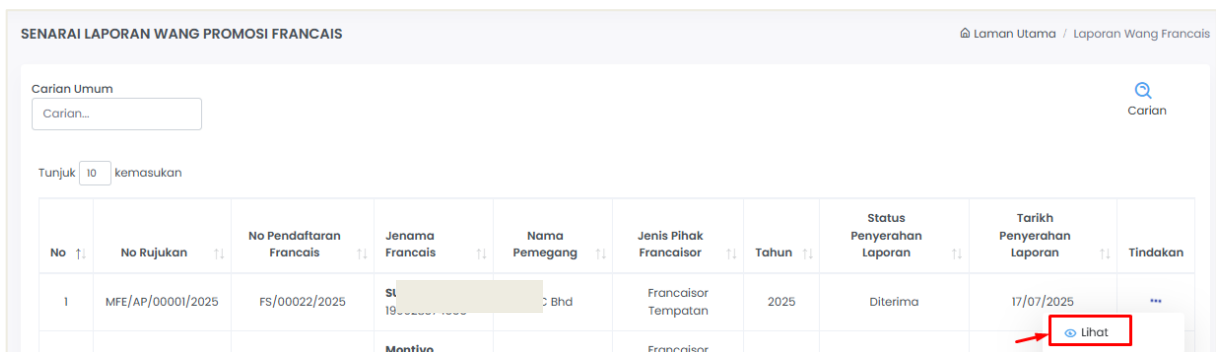 SENARAI LAPORAN WANG PROMOSI FRANCAIS
Laman Utama / Laporan Wang Francais
Carian Umum
Carian...
Carian
Tunjuk 10 kemasukan
No
No Rujukan
No Pendaftaran
Francais
Jenama
Francais
Nama
Pemegang
Jenis Pihak
Francaisor
Tahun
Status
Penyerahan
Laporan
Tarikh
Penyerahan
Laporan
Tindakan
1
MFE/AP/00001/2025
FS/00022/2025
Bhd
Francaisor
Tempatan
2025
Diterima
17/07/2025
Lihat
Montivo
Francaisor